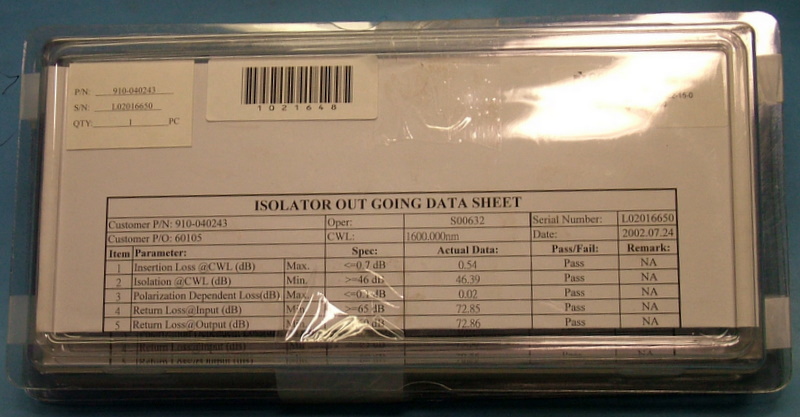 P/N: 910-040243
S/N: L02016650
QTY: 1 PC
1021648
ISOLATOR OUT GOING DATA SHEET
Customer P/N: 910-040243 Oper: S00632 Serial Number: L02016650
Customer P/O: 60105 CWL: 1600.000nm Date: 2002.07.24
Item Parameter: Spec: Actual Data: Pass/Fail: Remark:
1 Insertion Loss @CWL (dB) Max. <=0.7 dB 0.54 Pass NA
2 Isolation @CWL (dB) Min. >=46 dB 46.39 Pass NA
3 Polarization Dependent Loss(dB) Max. 0.02 Pass NA
4 Return Loss@Input (dB) >=65 dB 72.85 Pass NA
5 Return Loss@Output (dB) dB 72.86 Pass NA